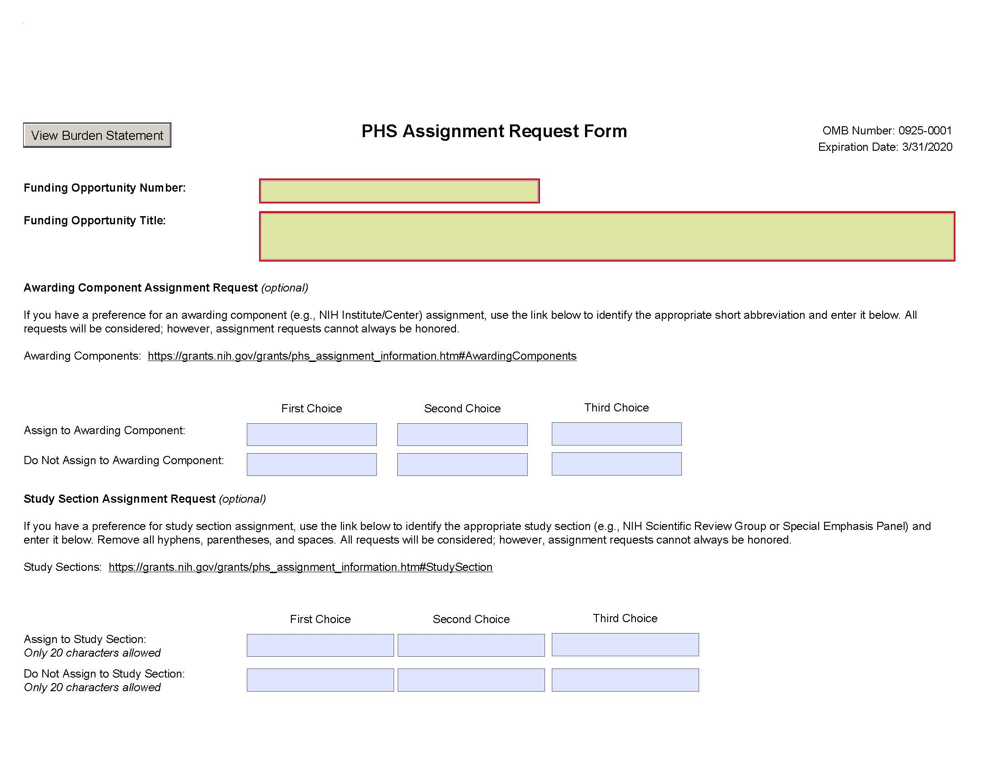 View Burden Statement
PHS Assignment Request Form
OMB Number: 0925-0001
Expiration Date: 3/31/2020
Funding Opportunity Number:
Funding Opportunity Title:
Awarding Component Assignment Request (optional)
If you have a preference for an awarding component (e.g., NIH Institute/Center) assignment, use the link below to identify the appropriate short abbreviation and enter it below. All
requests will be considered; however, assignment requests cannot always be honored.
Awarding Components: https://grants.nih.gov/grants/phs_assignment_information.htm#AwardingComponents
First Choice Second Choice Third Choice
Assign to Awarding Component:
Do Not Assign to Awarding Component:
Study Section Assignment Request (optional)
If you have a preference for study section assignment, use the link below to identify the appropriate study section (e.g., NIH Scientific Review Group or Special Emphasis Panel) and
enter it below. Remove all hyphens, parentheses, and spaces. All requests will be considered; however, assignment requests cannot always be honored.
Study Sections: https://grants.nih.gov/grants/phs_assignment_information.htm#StudySection
First Choice Second Choice Third Choice
Assign to Study Section:
Only 20 characters allowed
Do Not Assign to Study Section:
Only 20 characters allowed